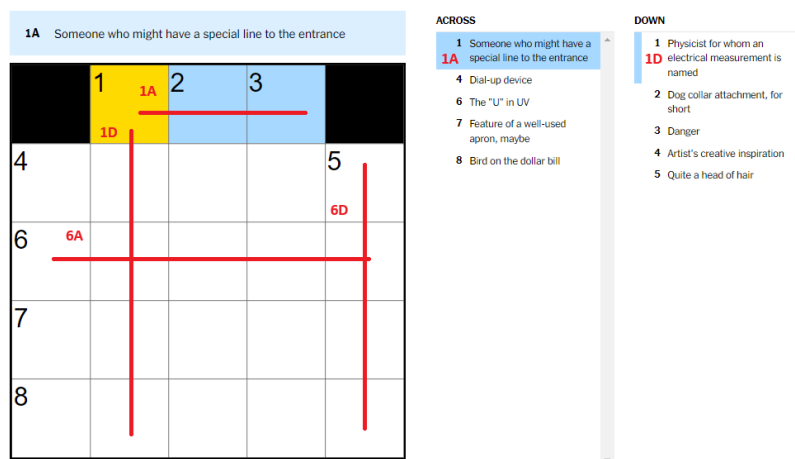 1A Someone who might have a special line to the entrance
1 1A 2 3
1D
4 5
6D
6 6A
7
8
ACROSS
1 Someone who might have a
1A special line to the entrance
4 Dial-up device
6 The "U" in UV
7 Feature of a well-used
apron, maybe
8 Bird on the dollar bill
DOWN
1 Physicist for whom an
1D electrical measurement is
named
2 Dog collar attachment, for
short
3 Danger
4 Artist's creative inspiration
5 Quite a head of hair